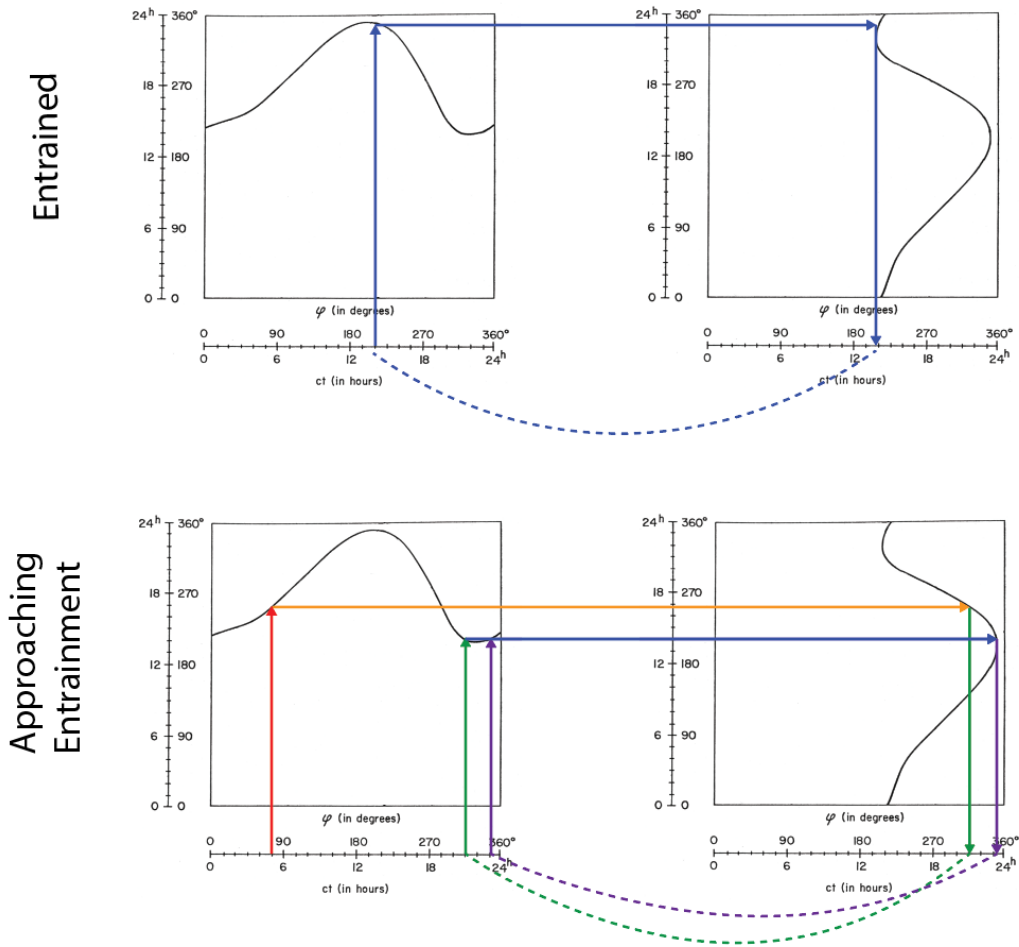 Entrained
24h 360°
18 270
12 180
6 90
0 0
φ (in degrees)
0 90 180 270 360°
0 6 12 18 24h
ct (in hours)
24h 360°
18 270
12 180
6 90
0 0
φ (in degrees)
0 90 180 270 360°
0 6 12 18 24h
ct (in hours)
Approaching
Entrainment
24h 360°
18 270
12 180
6 90
0 0
φ (in degrees)
0 90 180 270 360°
0 6 12 18 24h
ct (in hours)
24h 360°
18 270
12 180
6 90
0 0
φ (in degrees)
0 90 180 270 360°
0 6 12 18 24h
ct (in hours)